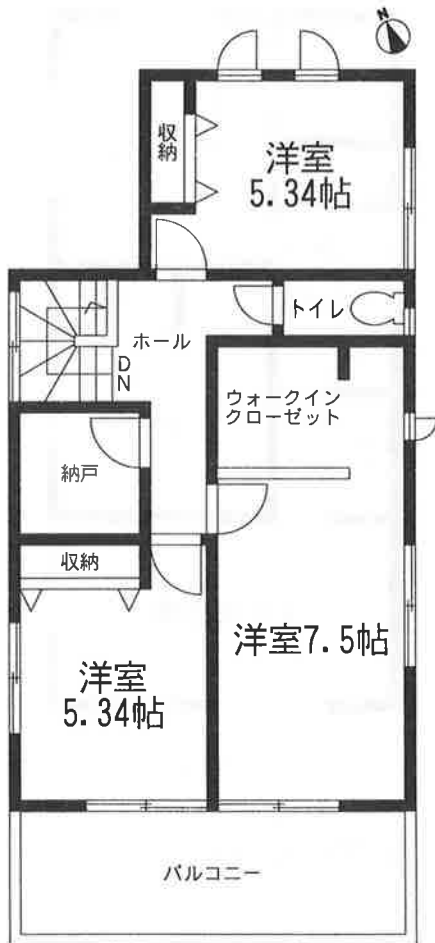 N
収納
洋室
5.34帖
トイレ
ホール
DN
ウォークイン
クローゼット
納戸
収納
洋室7.5帖
洋室
5.34帖
バルコニー